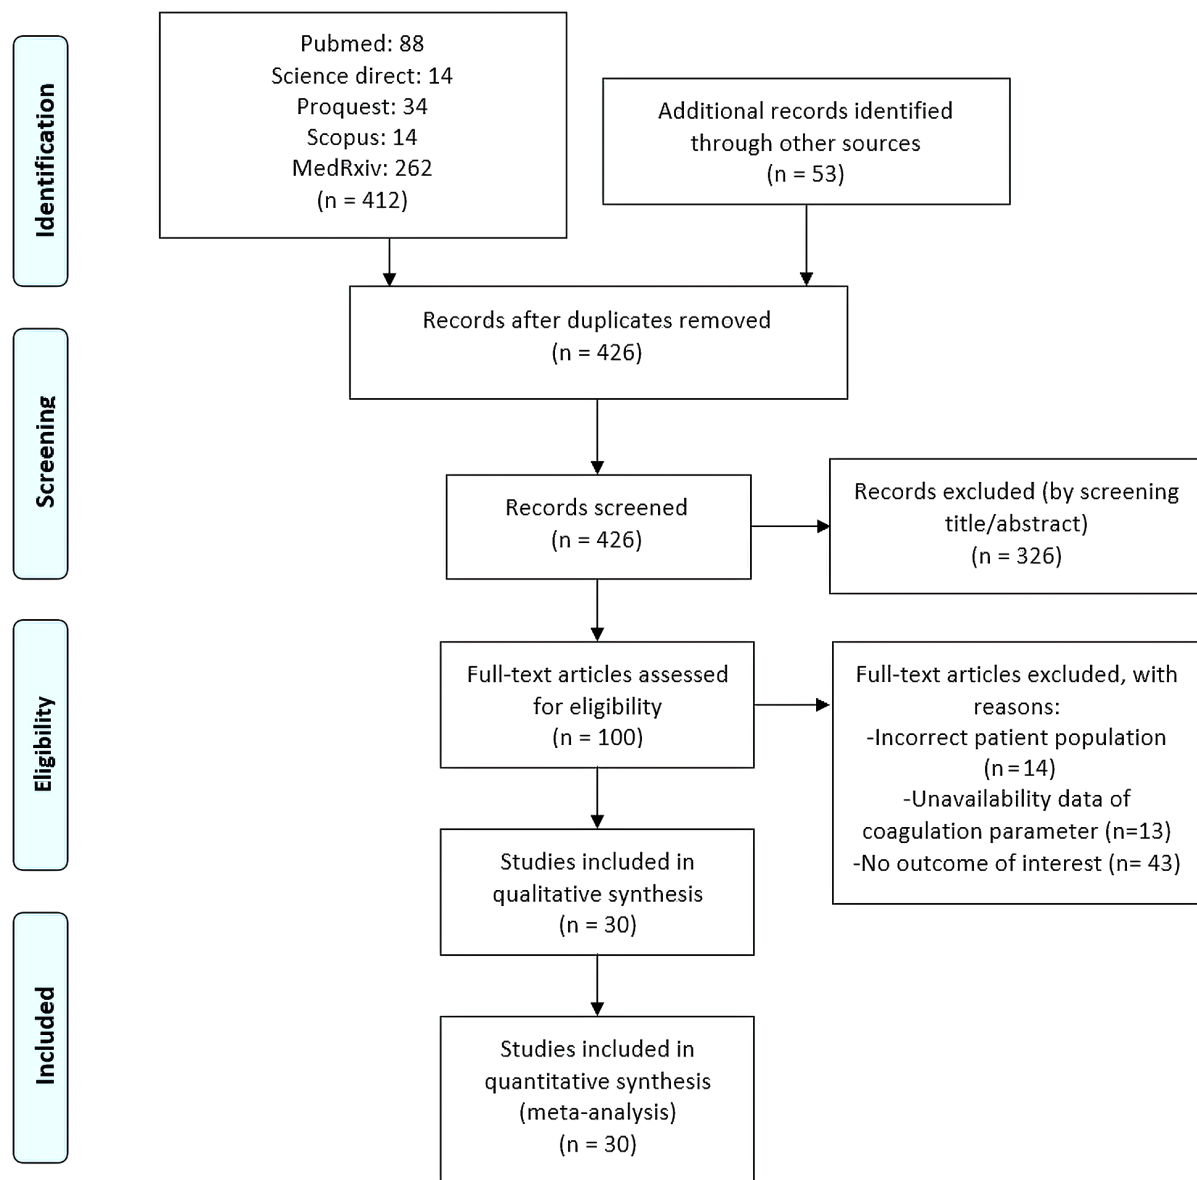 Identification
Pubmed: 88
Science direct: 14
Proquest: 34
Scopus: 14
MedRxiv: 262
(n = 412)
Additional records identified
through other sources
(n = 53)
Records after duplicates removed
(n = 426)
Screening
Records screened
(n = 426)
Records excluded (by screening
title/abstract)
(n = 326)
Eligibility
Full-text articles assessed
for eligibility
(n = 100)
Full-text articles excluded, with
reasons:
-Incorrect patient population
(n=14)
-Unavailability data of
coagulation parameter (n=13)
-No outcome of interest (n= 43)
Studies included in
qualitative synthesis
(n = 30)
Included
Studies included in
quantitative synthesis
(meta-analysis)
(n = 30)